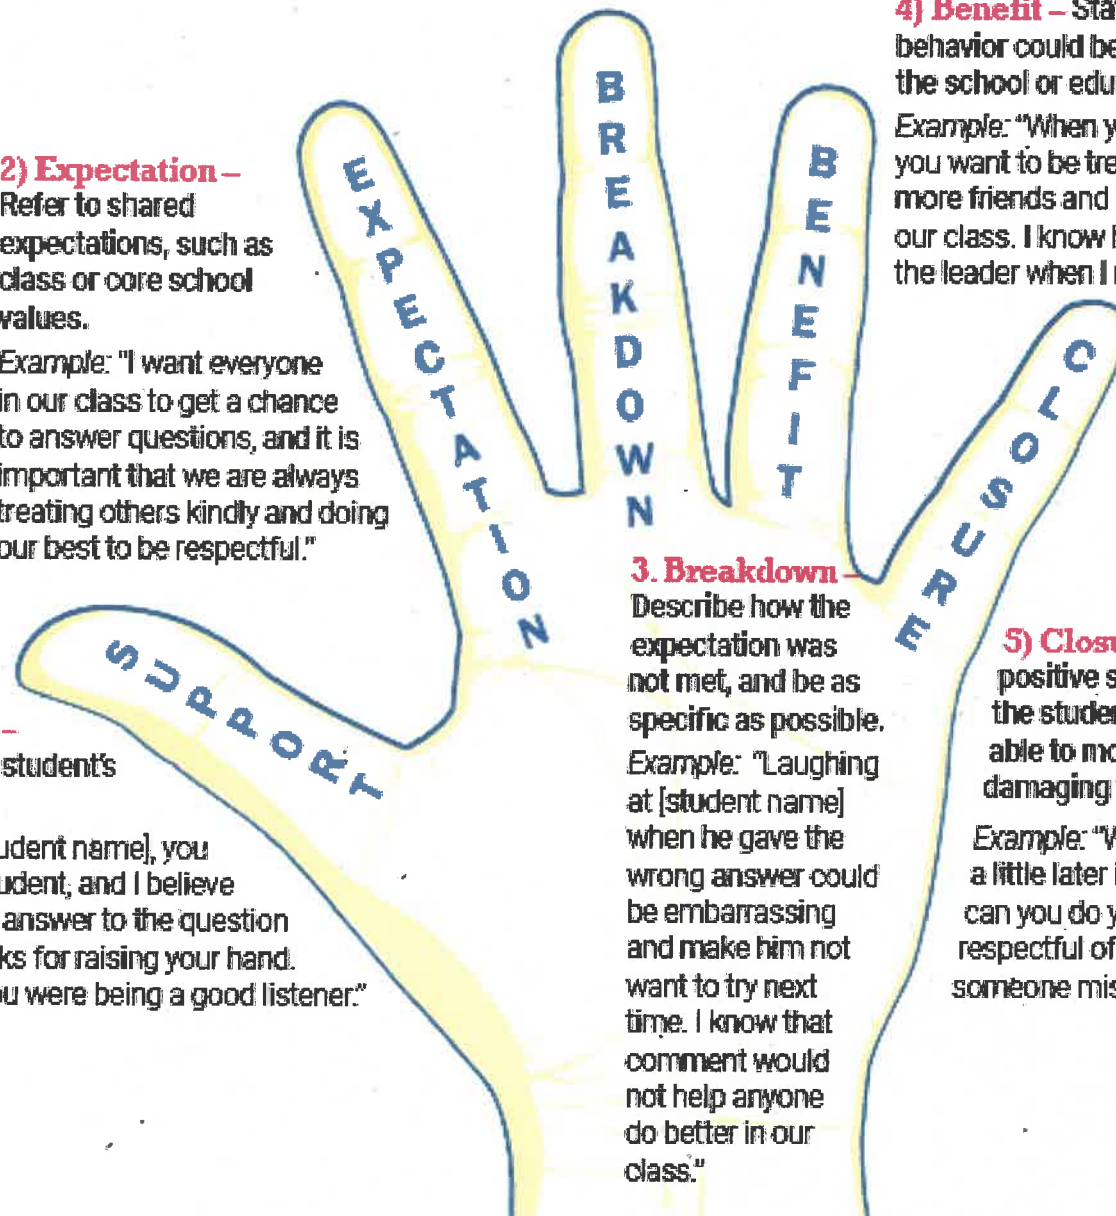 SUPPORT
EXPECTATION
BREAKDOWN
BENEFIT
CLOSURE
–
student's
udent name], you
udent, and I believe
answer to the question
ks for raising your hand.
ou were being a good listener."
2) Expectation –
Refer to shared
expectations, such as
class or core school
values.
Example: "I want everyone
in our class to get a chance
to answer questions, and it is
important that we are always
treating others kindly and doing
our best to be respectful."
3. Breakdown –
Describe how the
expectation was
not met, and be as
specific as possible.
Example: "Laughing
at [student name]
when he gave the
wrong answer could
be embarrassing
and make him not
want to try next
time. I know that
comment would
not help anyone
do better in our
class."
4) Benefit – Sta
behavior could be
the school or edu
Example: "When y
you want to be tre
more friends and
our class. I know
the leader when I
5) Closu
positive s
the studen
able to mo
damaging
Example: "W
a little later i
can you do y
respectful of
someone mis